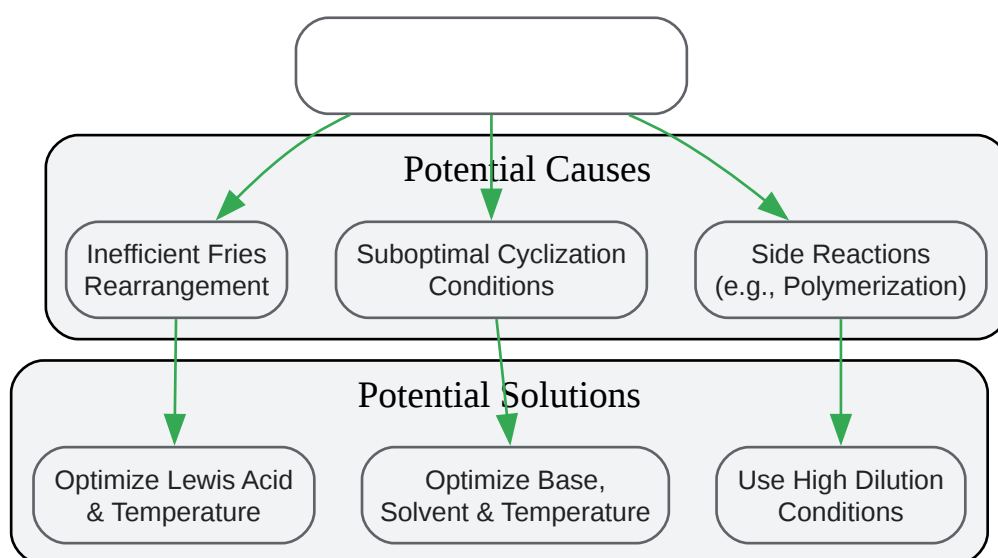 Potential Causes
Inefficient Fries
Rearrangement
Suboptimal Cyclization
Conditions
Side Reactions
(e.g., Polymerization)
Potential Solutions
Optimize Lewis Acid
& Temperature
Optimize Base,
Solvent & Temperature
Use High Dilution
Conditions